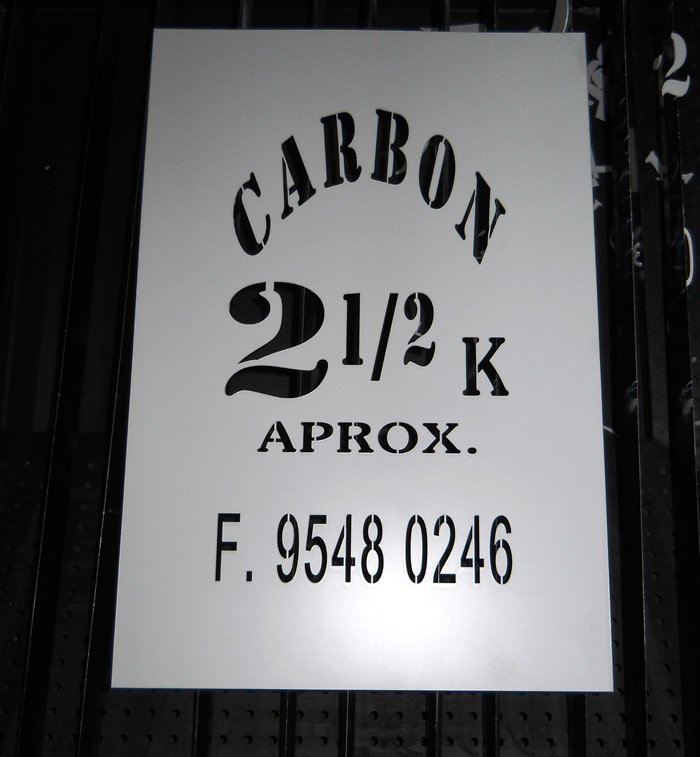 CARBON
2 1/2 K
APROX.
F. 9548 0246